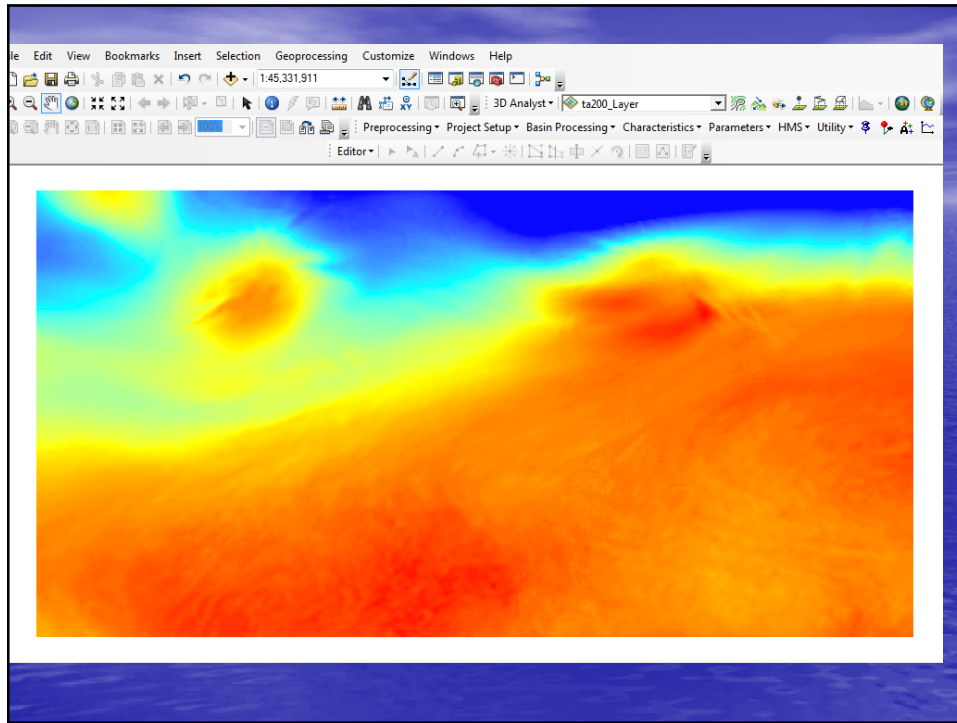 le Edit View Bookmarks Insert Selection Geoprocessing Customize Windows Help
1:45,331,911
3D Analyst ta200_Layer
100% Preprocessing Project Setup Basin Processing Characteristics Parameters HMS Utility
Editor